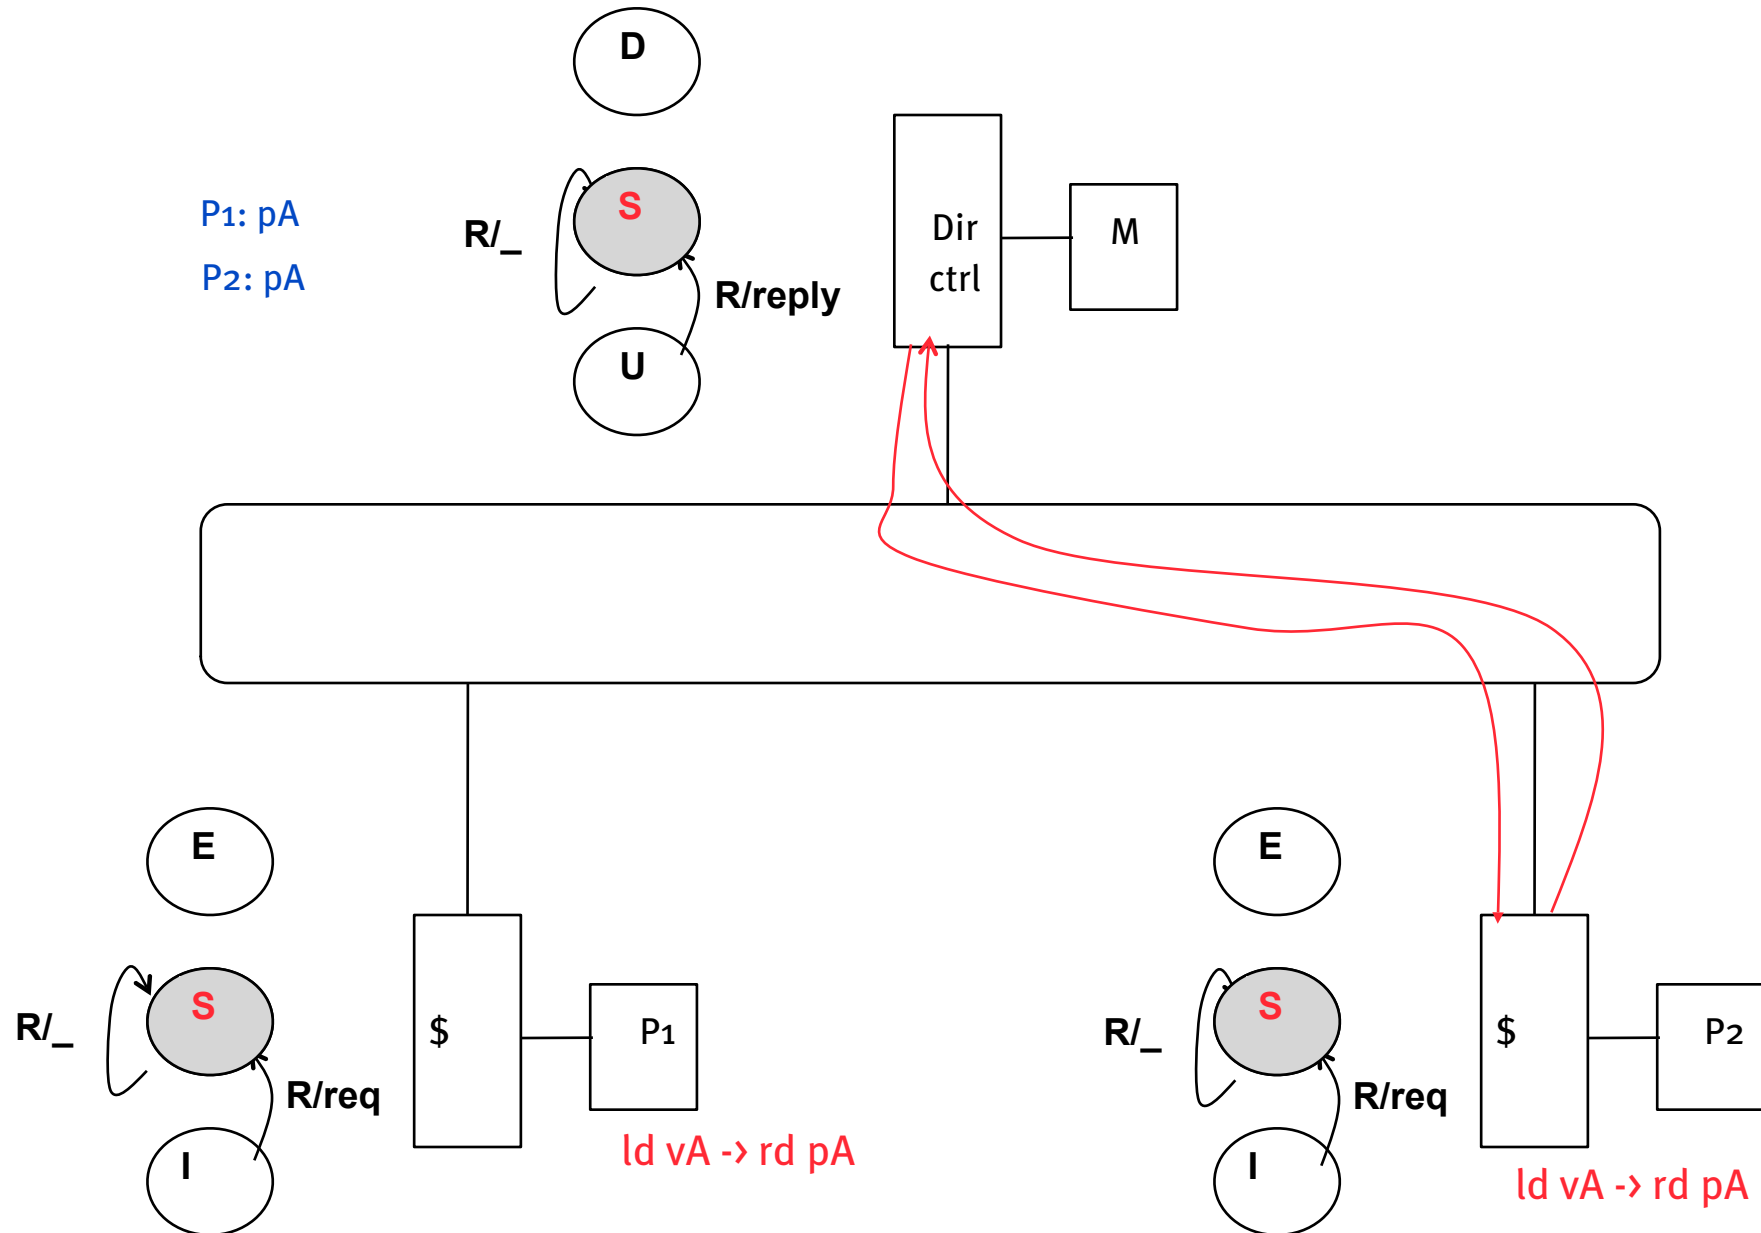 D
P1: pA
S
R/_
Dir
ctrl
M
P2: pA
R/reply
U
E
E
S
R/_
$
P1
R/req
S
R/_
$
P2
R/req
I
ld vA -> rd pA
I
ld vA -> rd pA